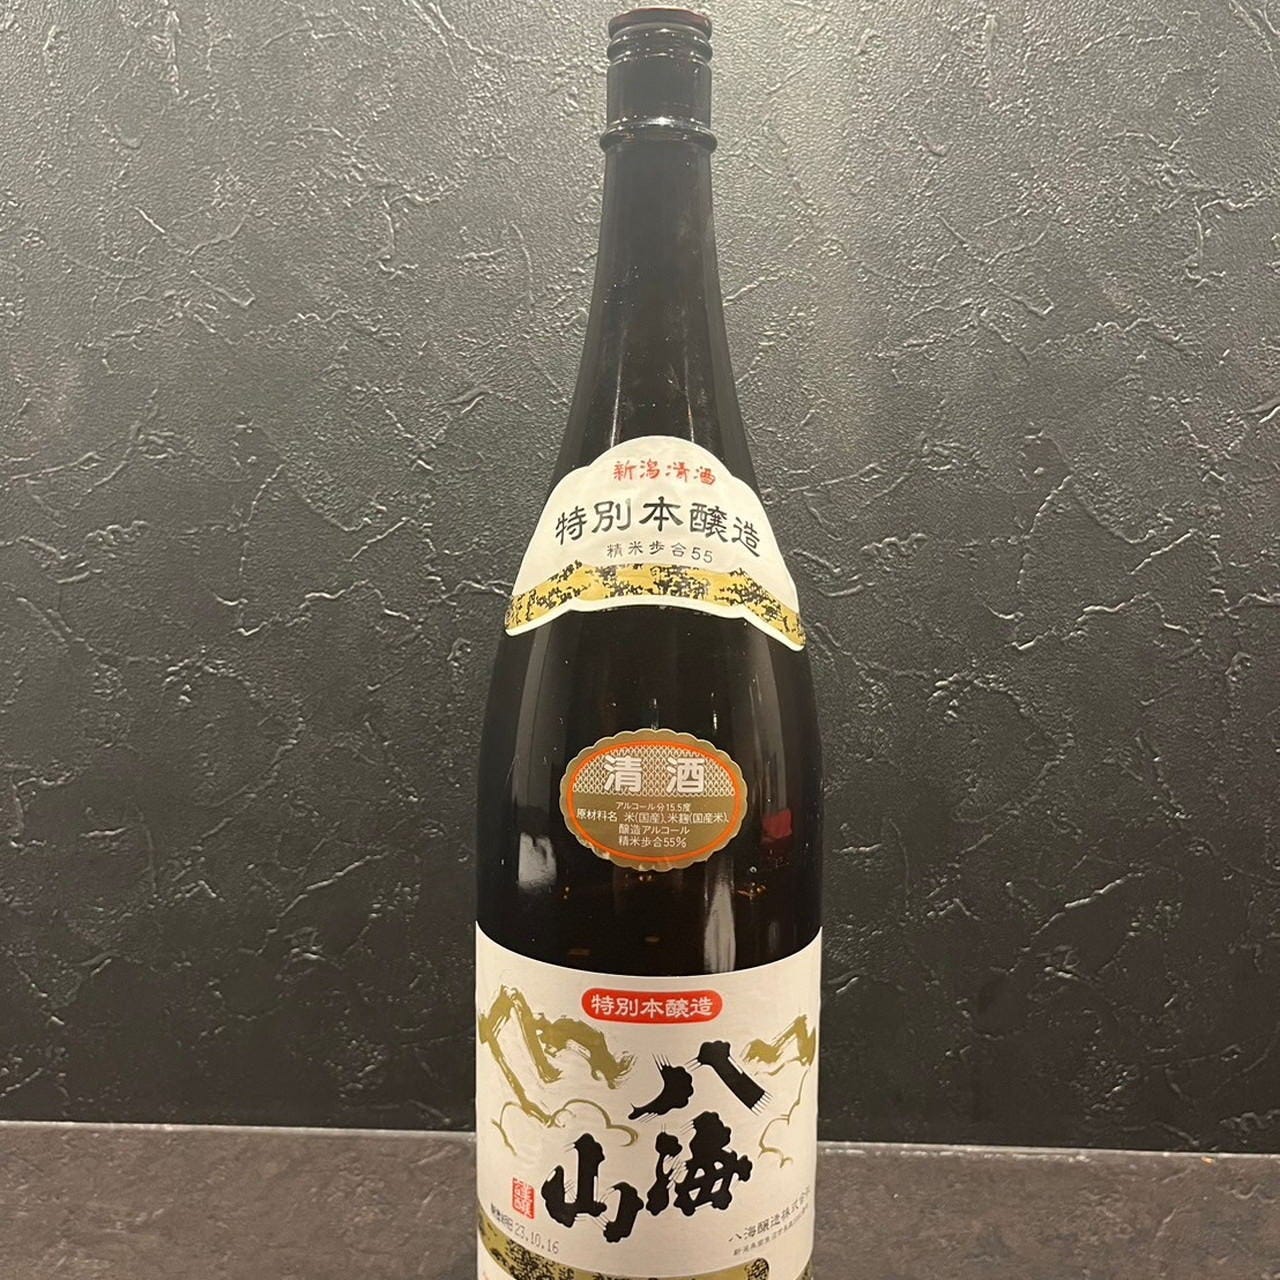 新潟清酒
特別本醸造
精米歩合55
清酒
アルコール分15.5度
原材料名 米(国産)、米麹(国産米)、
醸造アルコール
精米歩合55%
特別本醸造
八海
山
23.10.16
八海醸造株式会社